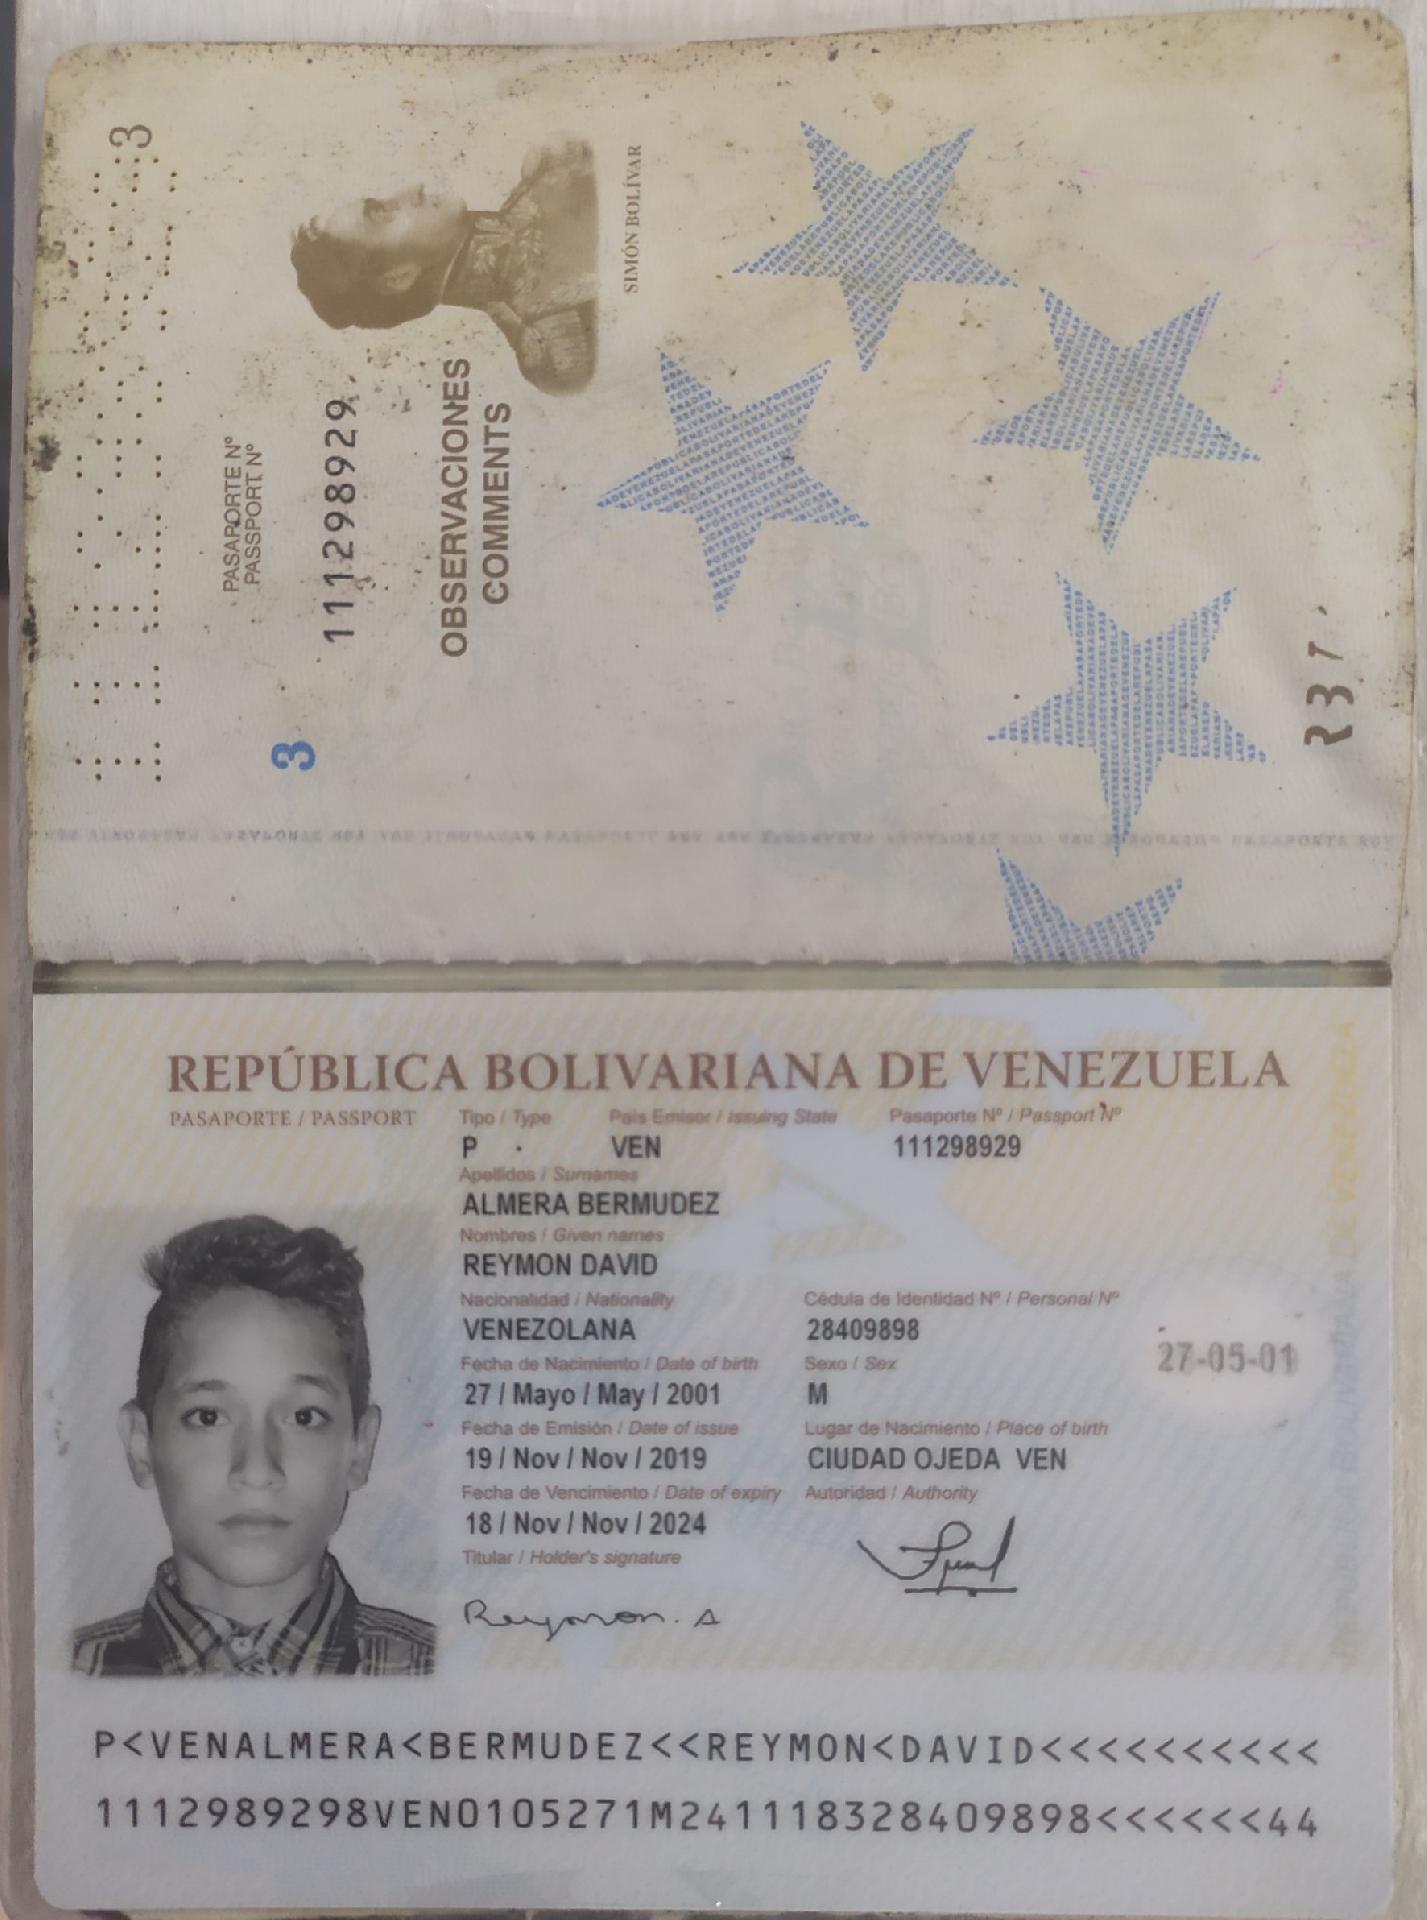 SIMÓN BOLÍVAR
PASAPORTE Nº
PASSPORT Nº
111298929
OBSERVACIONES
COMMENTS
3
REPÚBLICA BOLIVARIANA DE VENEZUELA
PASAPORTE / PASSPORT
Tipo / Type País Emisor / Issuing State Pasaporte Nº / Passport Nº
P VEN 111298929
Apellidos / Surnames
ALMERA BERMUDEZ
Nombres / Given names
REYMON DAVID
Nacionalidad / Nationality Cédula de Identidad Nº / Personal Nº
VENEZOLANA 28409898
27-05-01
Fecha de Nacimiento / Date of birth Sexo / Sex
27 / Mayo / May / 2001 M
Fecha de Emisión / Date of issue Lugar de Nacimiento / Place of birth
19 / Nov / Nov / 2019 CIUDAD OJEDA VEN
Fecha de Vencimiento / Date of expiry Autoridad / Authority
18 / Nov / Nov / 2024
Titular / Holder's signature
Reymon. A
P<VENALMERA<BERMUDEZ<<REYMON<DAVID<<<<<<<<<<
1112989298VEN0105271M24111832840989​8<<<<<<44